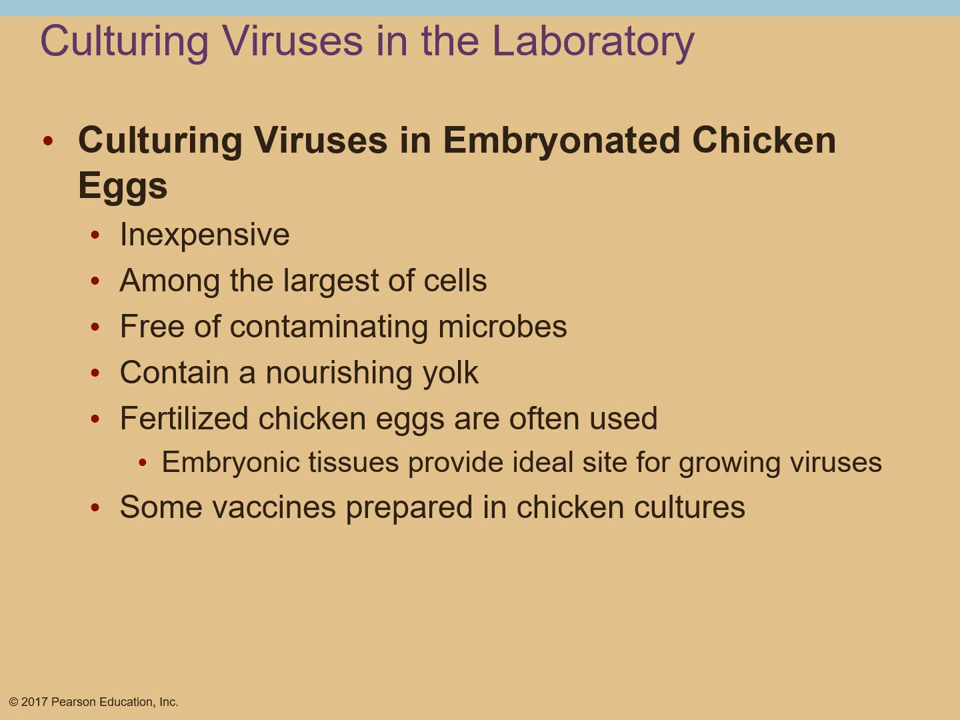 Culturing Viruses in the Laboratory
• Culturing Viruses in Embryonated Chicken
Eggs
• Inexpensive
• Among the largest of cells
• Free of contaminating microbes
• Contain a nourishing yolk
• Fertilized chicken eggs are often used
• Embryonic tissues provide ideal site for growing viruses
• Some vaccines prepared in chicken cultures
© 2017 Pearson Education, Inc.